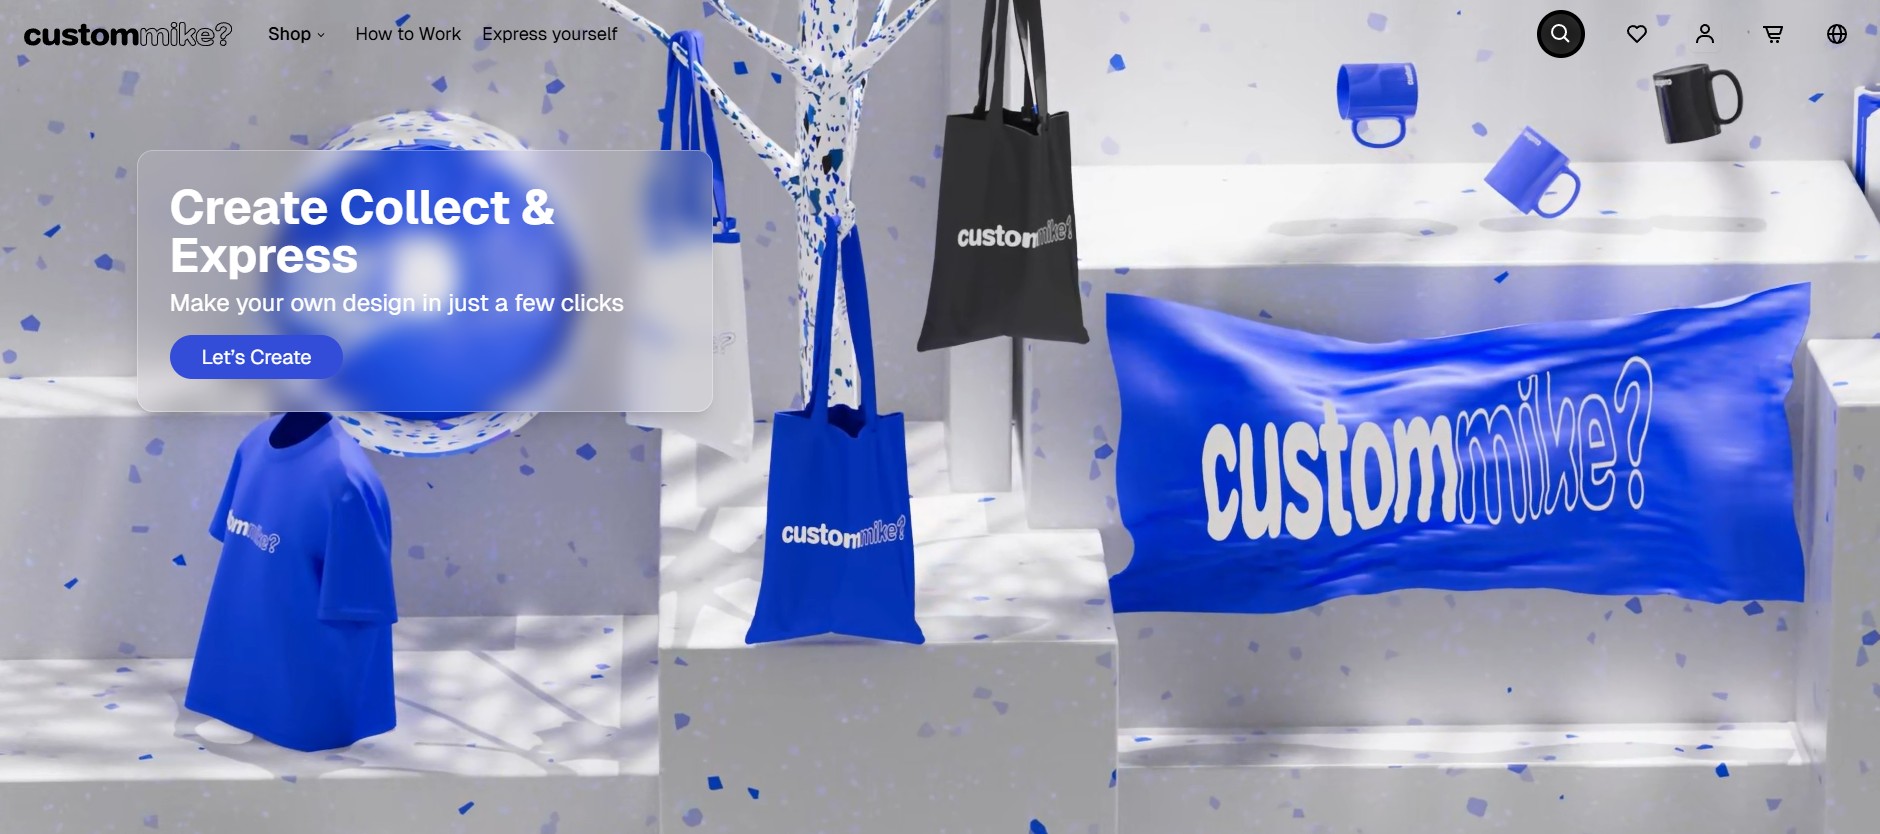 custommike?
Shop
How to Work
Express yourself
Create Collect &
Express
Make your own design in just a few clicks
Let's Create
custommike?
custommike?
custommike?
tommike?